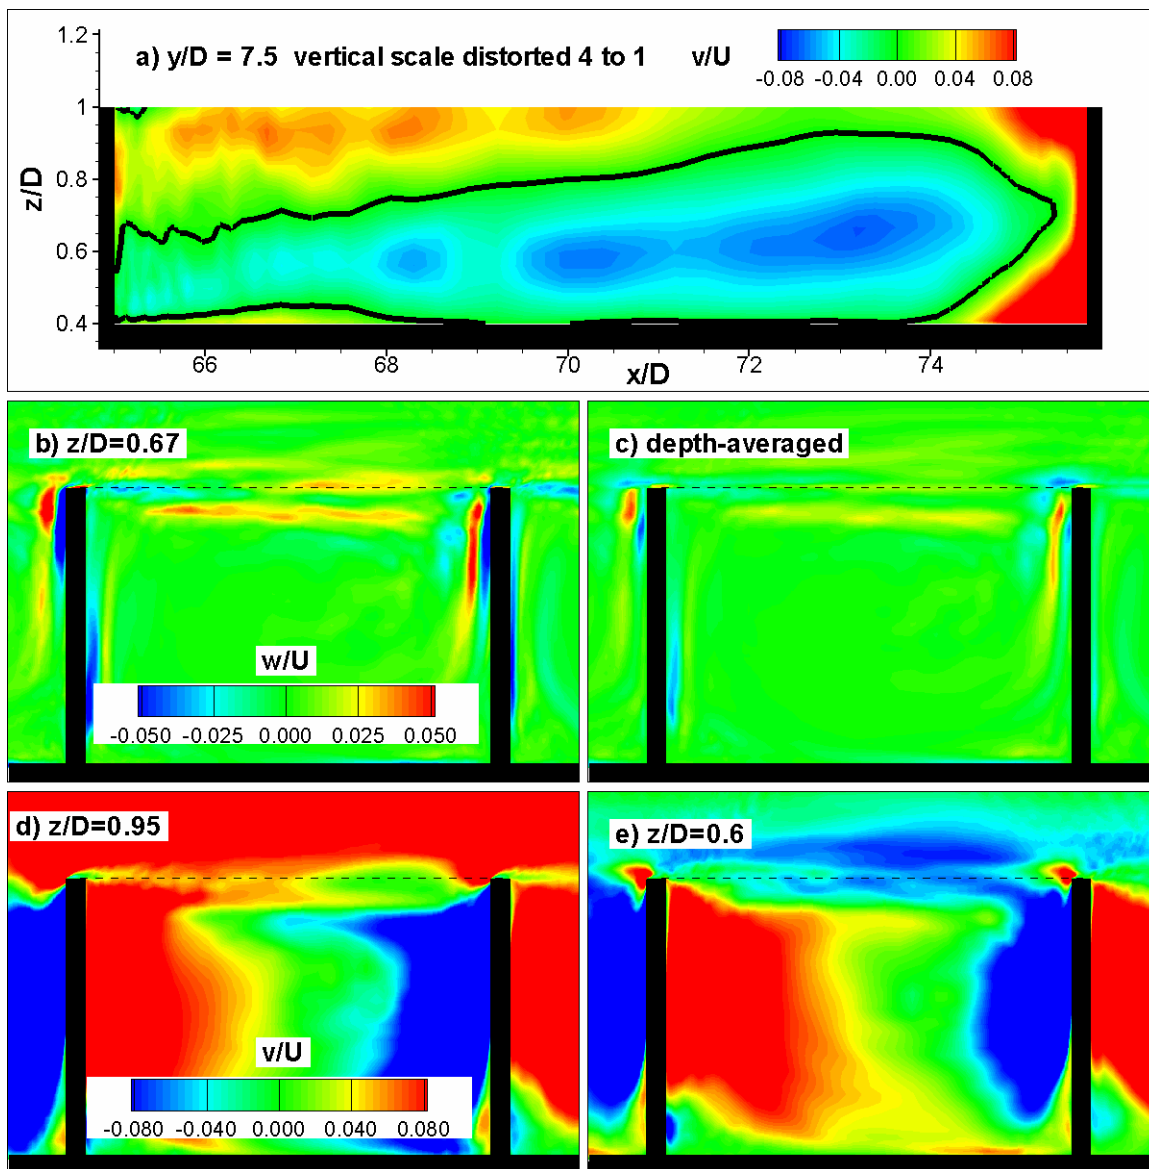 a) y/D = 7.5 vertical scale distorted 4 to 1 v/U
-0.08 -0.04 0.00 0.04 0.08
1.2
1
0.8
0.6
0.4
z/D
66 68 70 72 74
x/D
b) z/D=0.67
w/U
-0.050 -0.025 0.000 0.025 0.050
c) depth-averaged
d) z/D=0.95
v/U
-0.080 -0.040 0.000 0.040 0.080
e) z/D=0.6